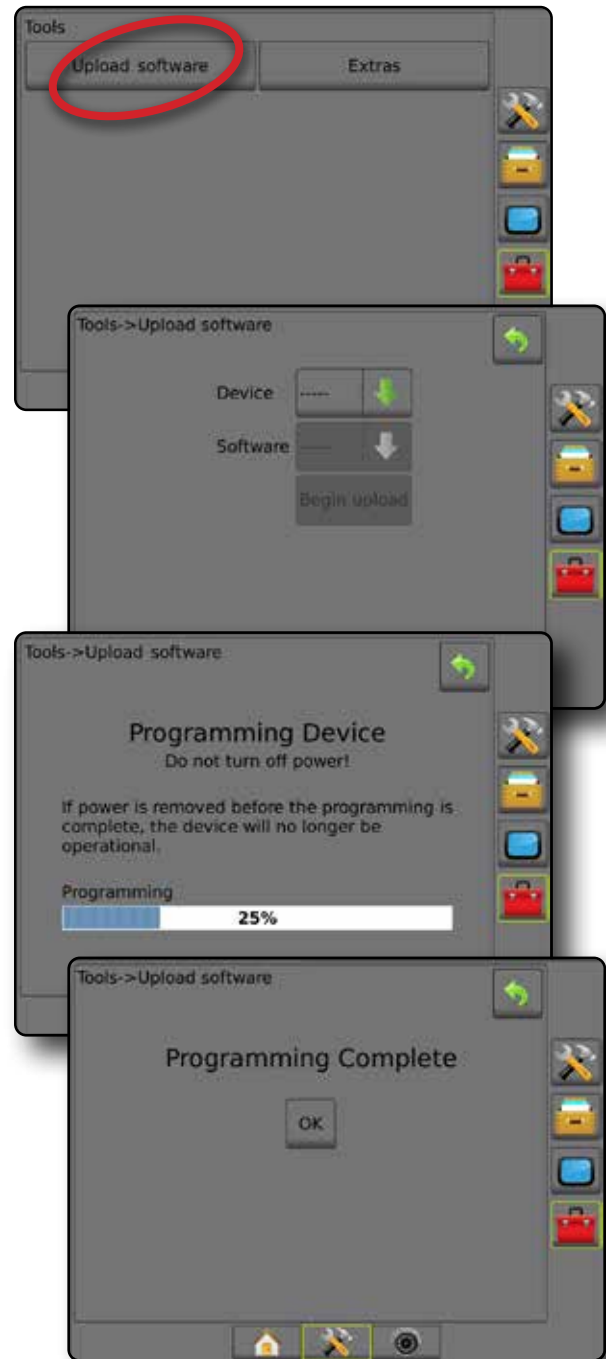 Tools
Upload software Extras
Tools->Upload software
Device -----
Software -----
Begin upload
Tools->Upload software
Programming Device
Do not turn off power!
If power is removed before the programming is
complete, the device will no longer be
operational.
Programming
25%
Tools->Upload software
Programming Complete
OK